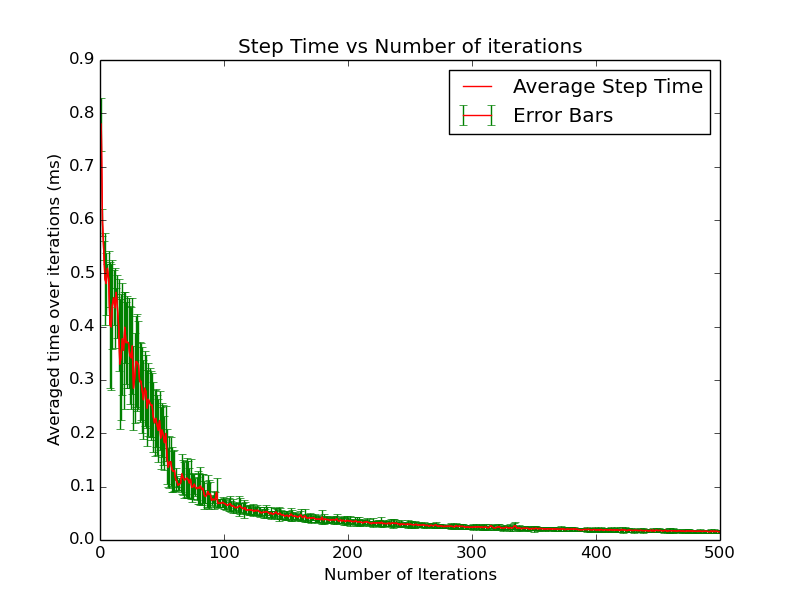 Step Time vs Number of iterations
Average Step Time
Error Bars
Averaged time over iterations (ms)
0.9
0.8
0.7
0.6
0.5
0.4
0.3
0.2
0.1
0.0
0 100 200 300 400 500
Number of Iterations